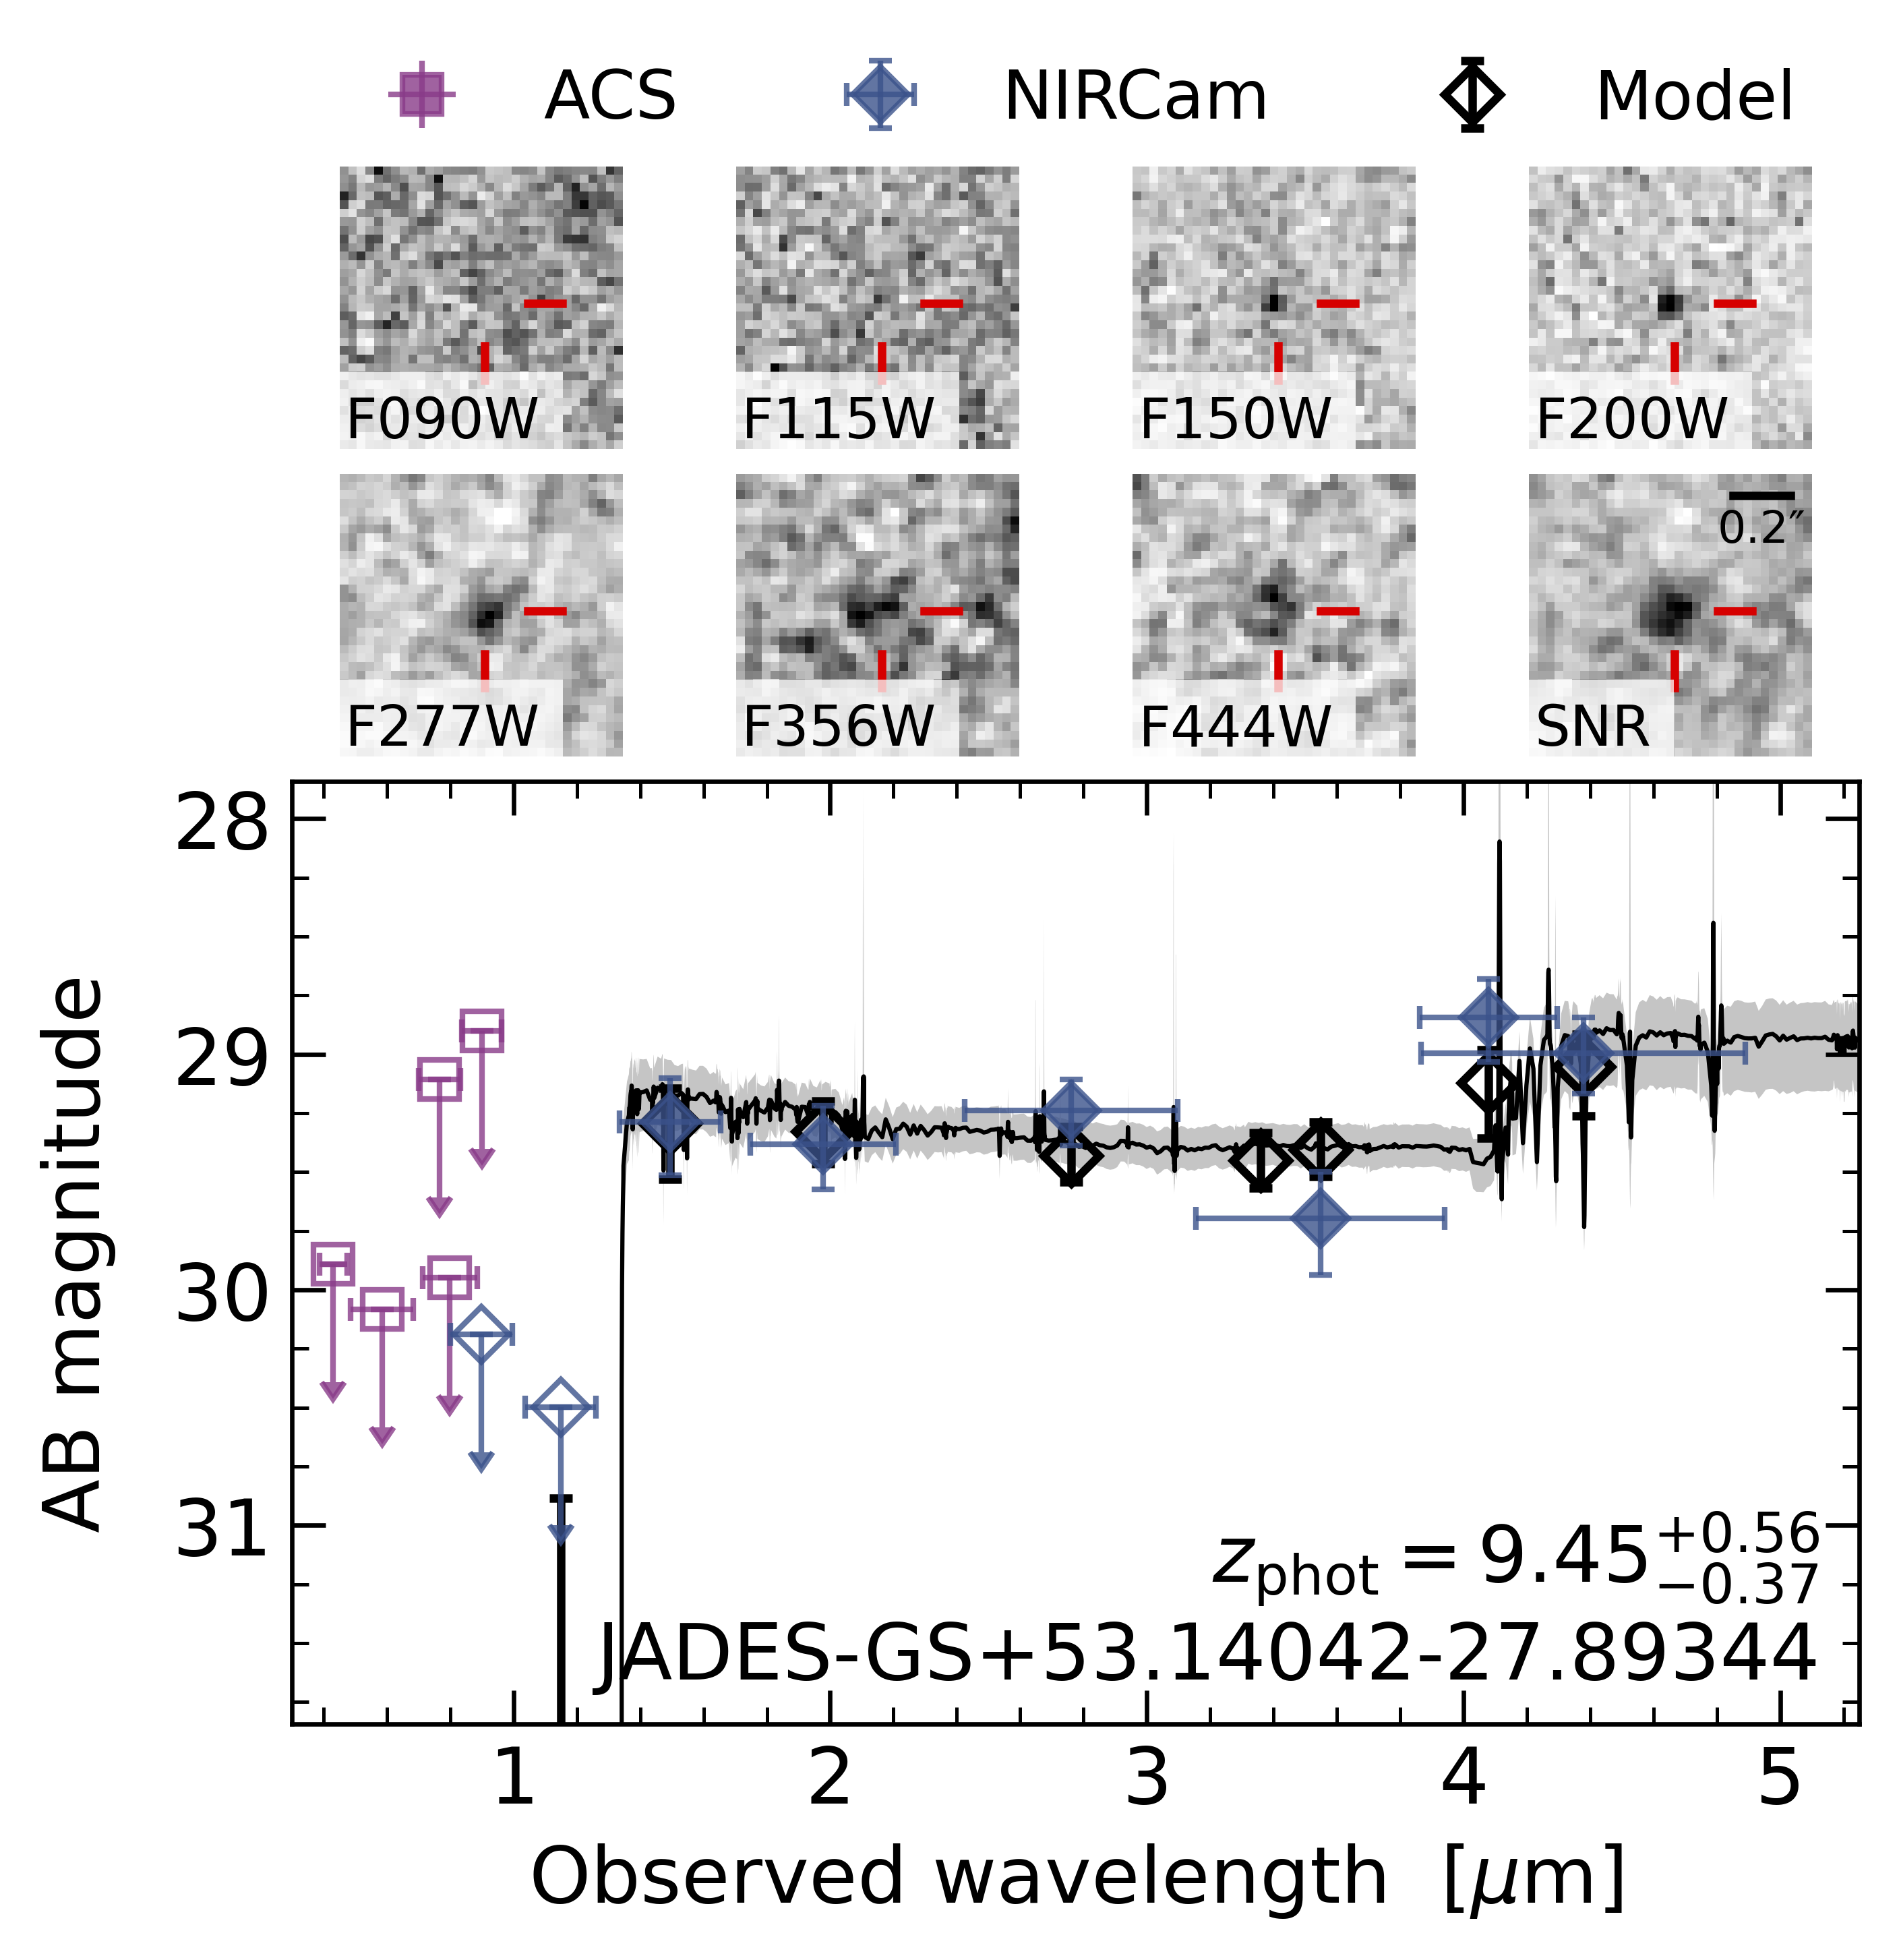 ACS NIRCam Model
F090W F115W F150W F200W
0.2″
F277W F356W F444W SNR
28
29
30
31
AB magnitude
z_phot = 9.45 +0.56 −0.37
JADES-GS+53.14042-27.89344
1 2 3 4 5
Observed wavelength [μm]